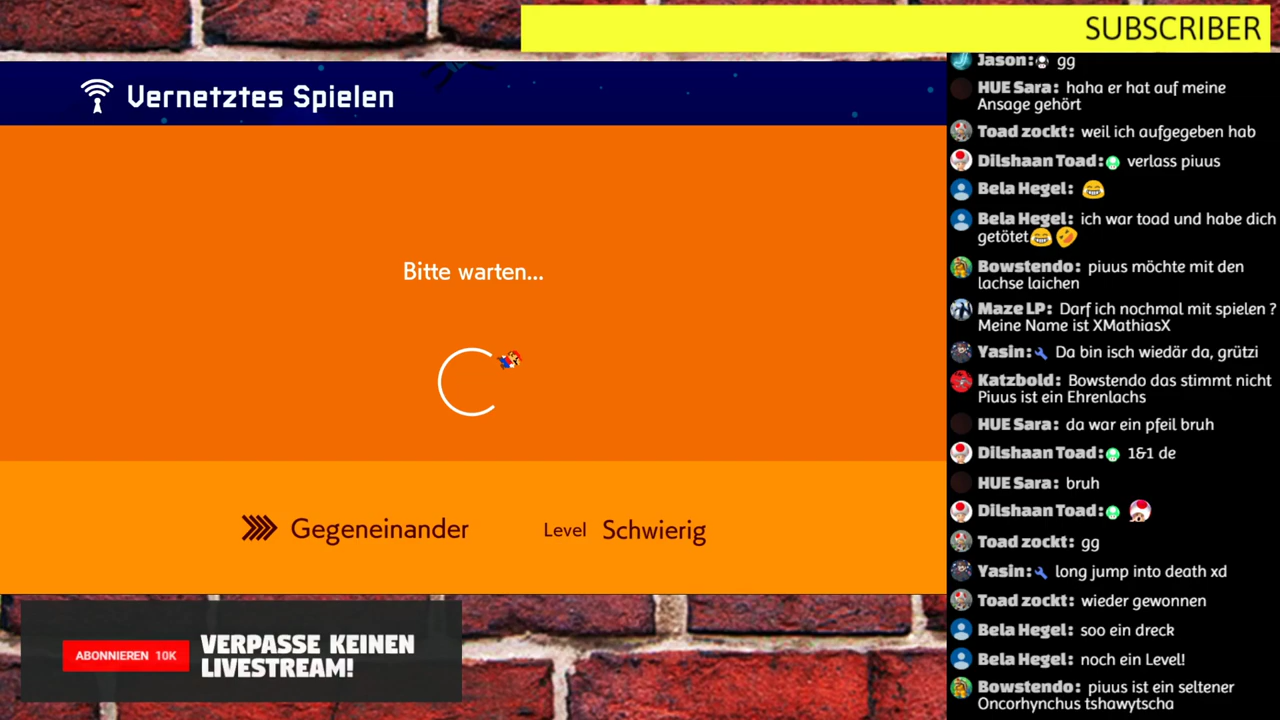 SUBSCRIBER
Vernetztes Spielen
Bitte warten...
Gegeneinander
Level Schwierig
ABONNIEREN 10K
VERPASSE KEINEN
LIVESTREAM!
Jason: gg
HUE Sara: haha er hat auf meine
Ansage gehört
Toad zockt: weil ich aufgegeben hab
Dilshaan Toad: verlass piuus
Bela Hegel: 😂
Bela Hegel: ich war toad und habe dich
getötet😂🤣
Bowstendo: piuus möchte mit den
lachse laichen
Maze LP: Darf ich nochmal mit spielen ?
Meine Name ist XMathiasX
Yasin: Da bin isch wiedär da, grützi
Katzbold: Bowstendo das stimmt nicht
Piuus ist ein Ehrenlachs
HUE Sara: da war ein pfeil bruh
Dilshaan Toad: 1&1 de
HUE Sara: bruh
Dilshaan Toad:
Toad zockt: gg
Yasin: long jump into death xd
Toad zockt: wieder gewonnen
Bela Hegel: soo ein dreck
Bela Hegel: noch ein Level!
Bowstendo: piuus ist ein seltener
Oncorhynchus tshawytscha